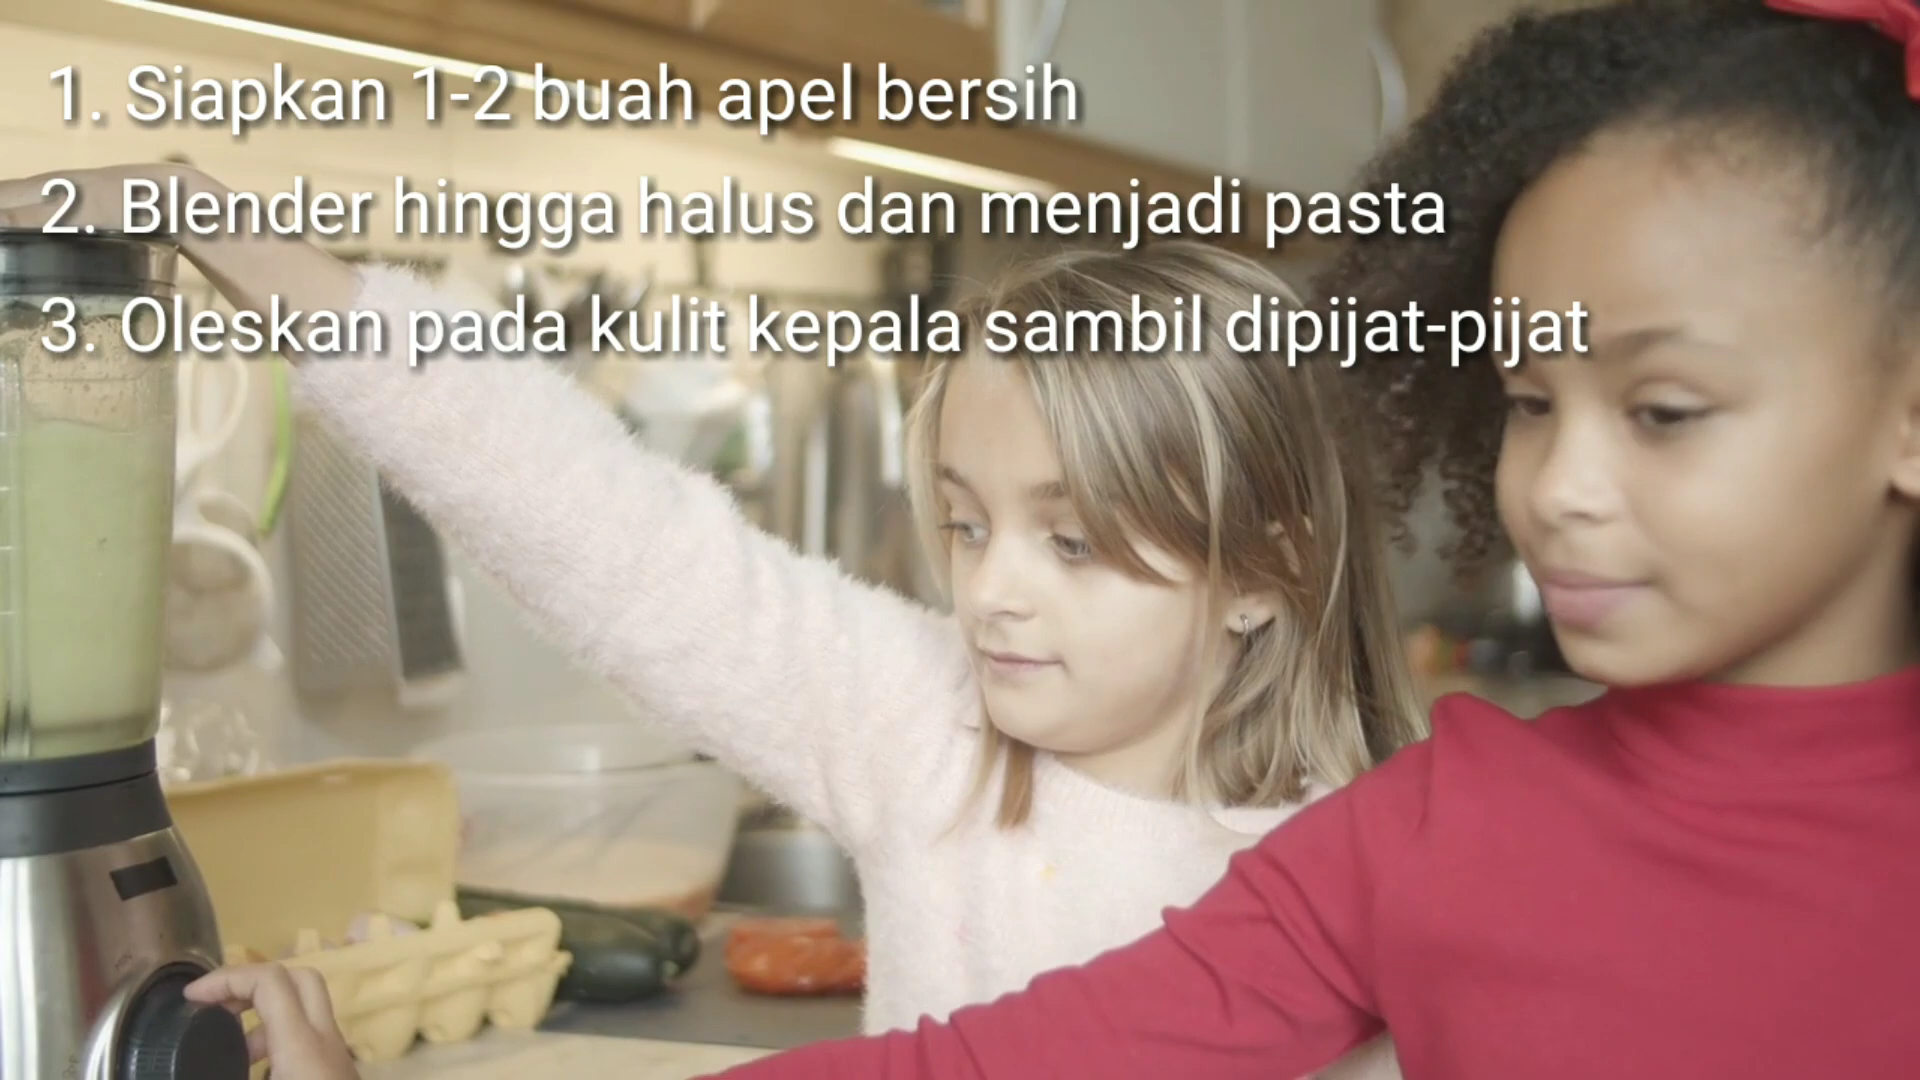 1. Siapkan 1-2 buah apel bersih
2. Blender hingga halus dan menjadi pasta
3. Oleskan pada kulit kepala sambil dipijat-pijat